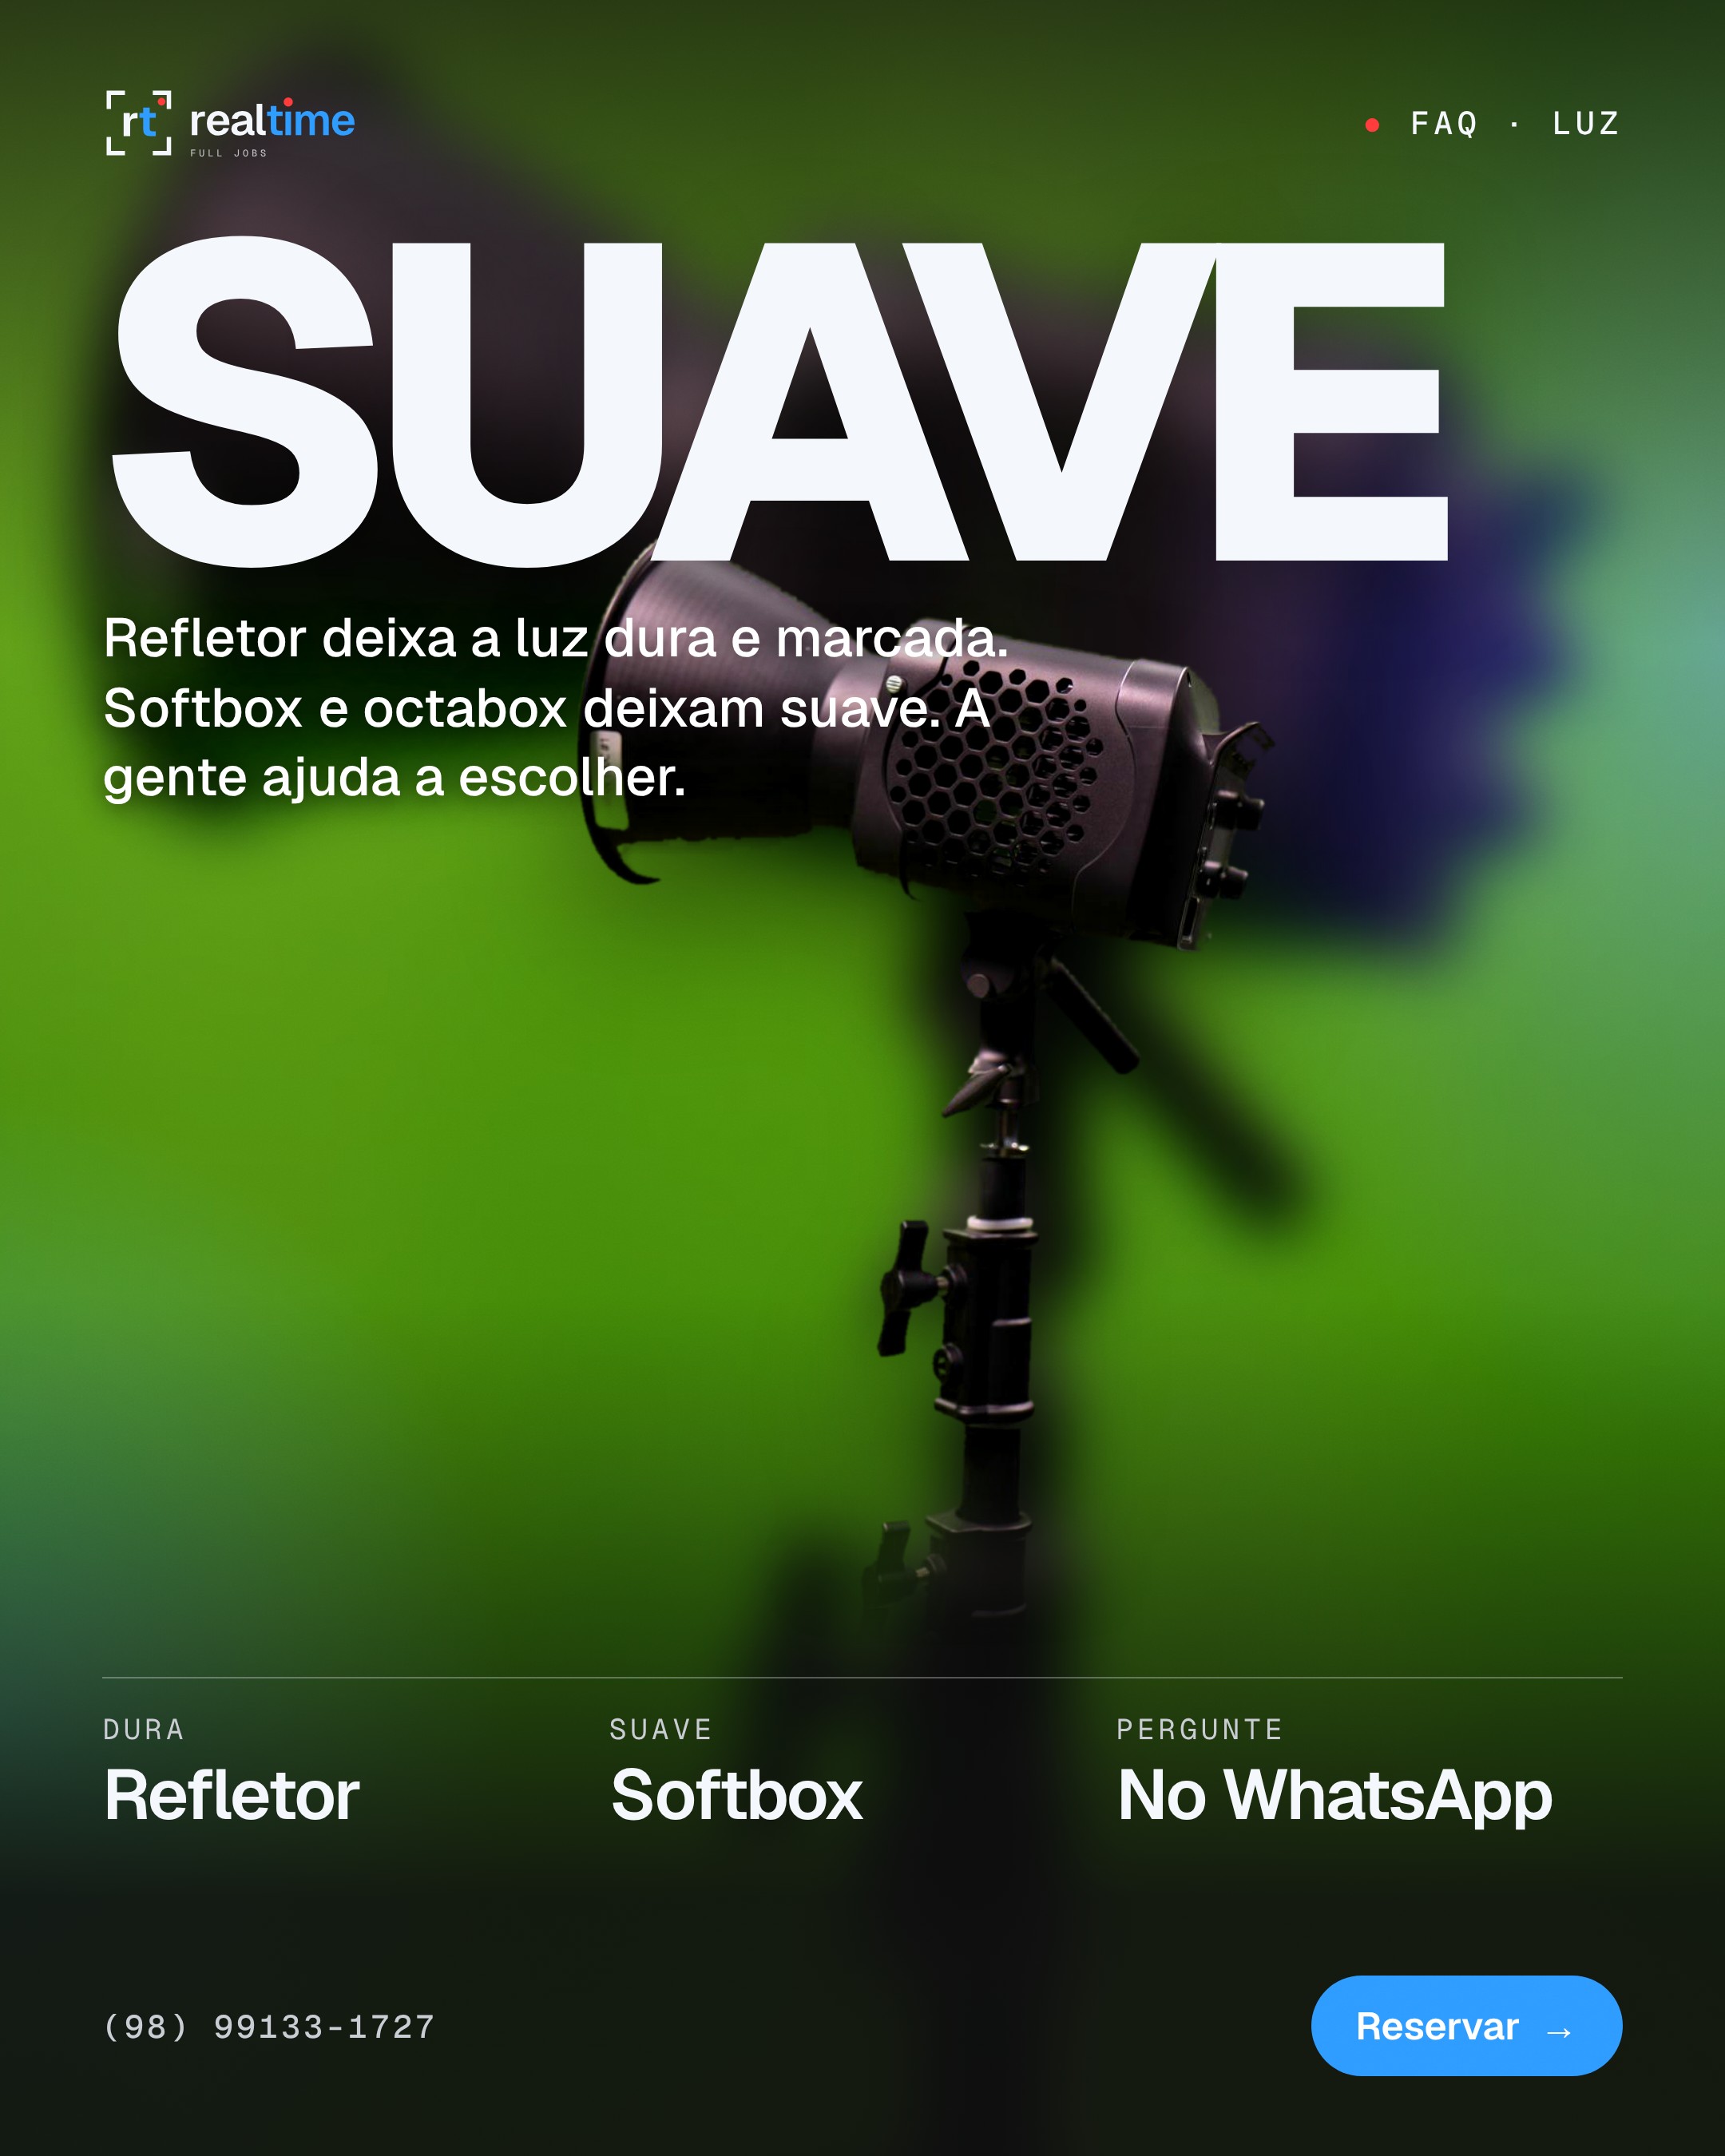 rt realtime
FULL JOBS
FAQ · LUZ
SUAVE
Refletor deixa a luz dura e marcada.
Softbox e octabox deixam suave. A
gente ajuda a escolher.
DURA
Refletor
SUAVE
Softbox
PERGUNTE
No WhatsApp
(98) 99133-1727
Reservar →